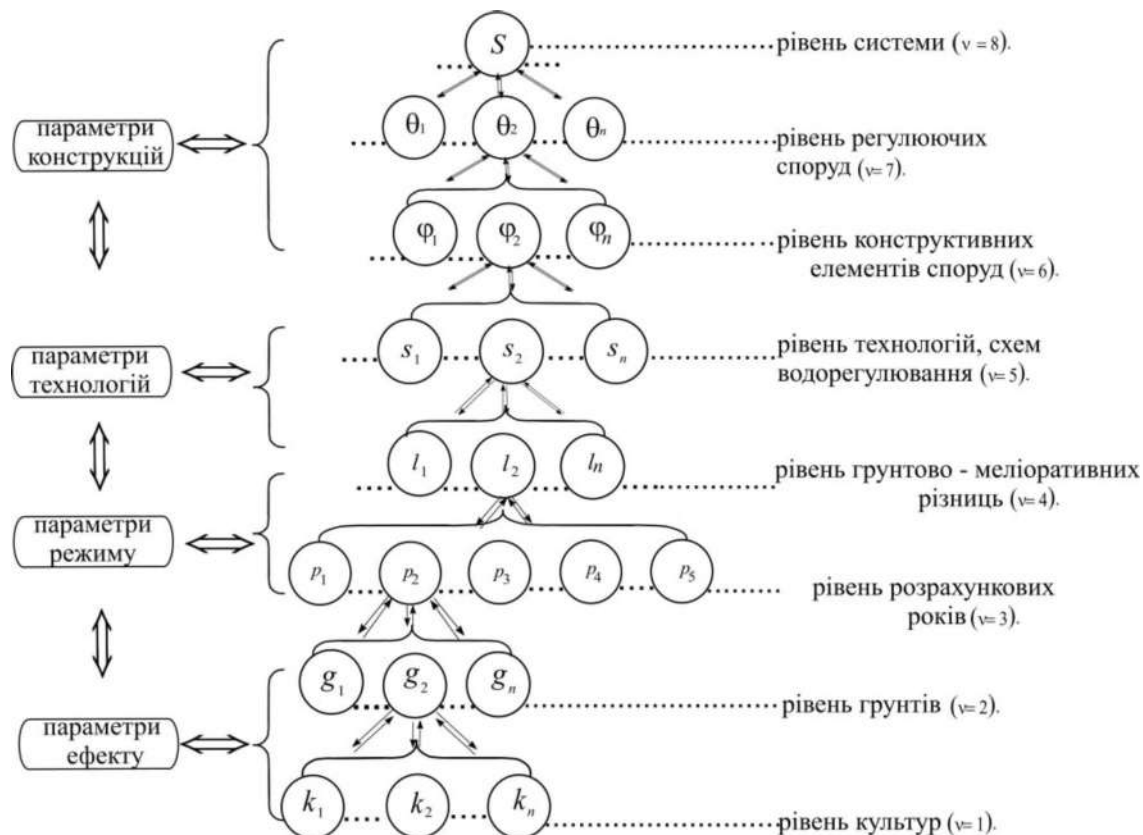 S
рівень системи (ν = 8).
параметри
конструкцій
θ1 θ2 θn
рівень регулюючих
споруд (ν= 7).
φ1 φ2 φn
рівень конструктивних
елементів споруд (ν= 6).
параметри
технологій
s1 s2 sn
рівень технологій, схем
водорегулювання (ν= 5).
l1 l2 ln
рівень грунтово - меліоративних
різниць (ν= 4).
параметри
режиму
p1 p2 p3 p4 p5
рівень розрахункових
років (ν= 3).
g1 g2 gn
рівень грунтів (ν= 2).
параметри
ефекту
k1 k2 kn
рівень культур (ν= 1).